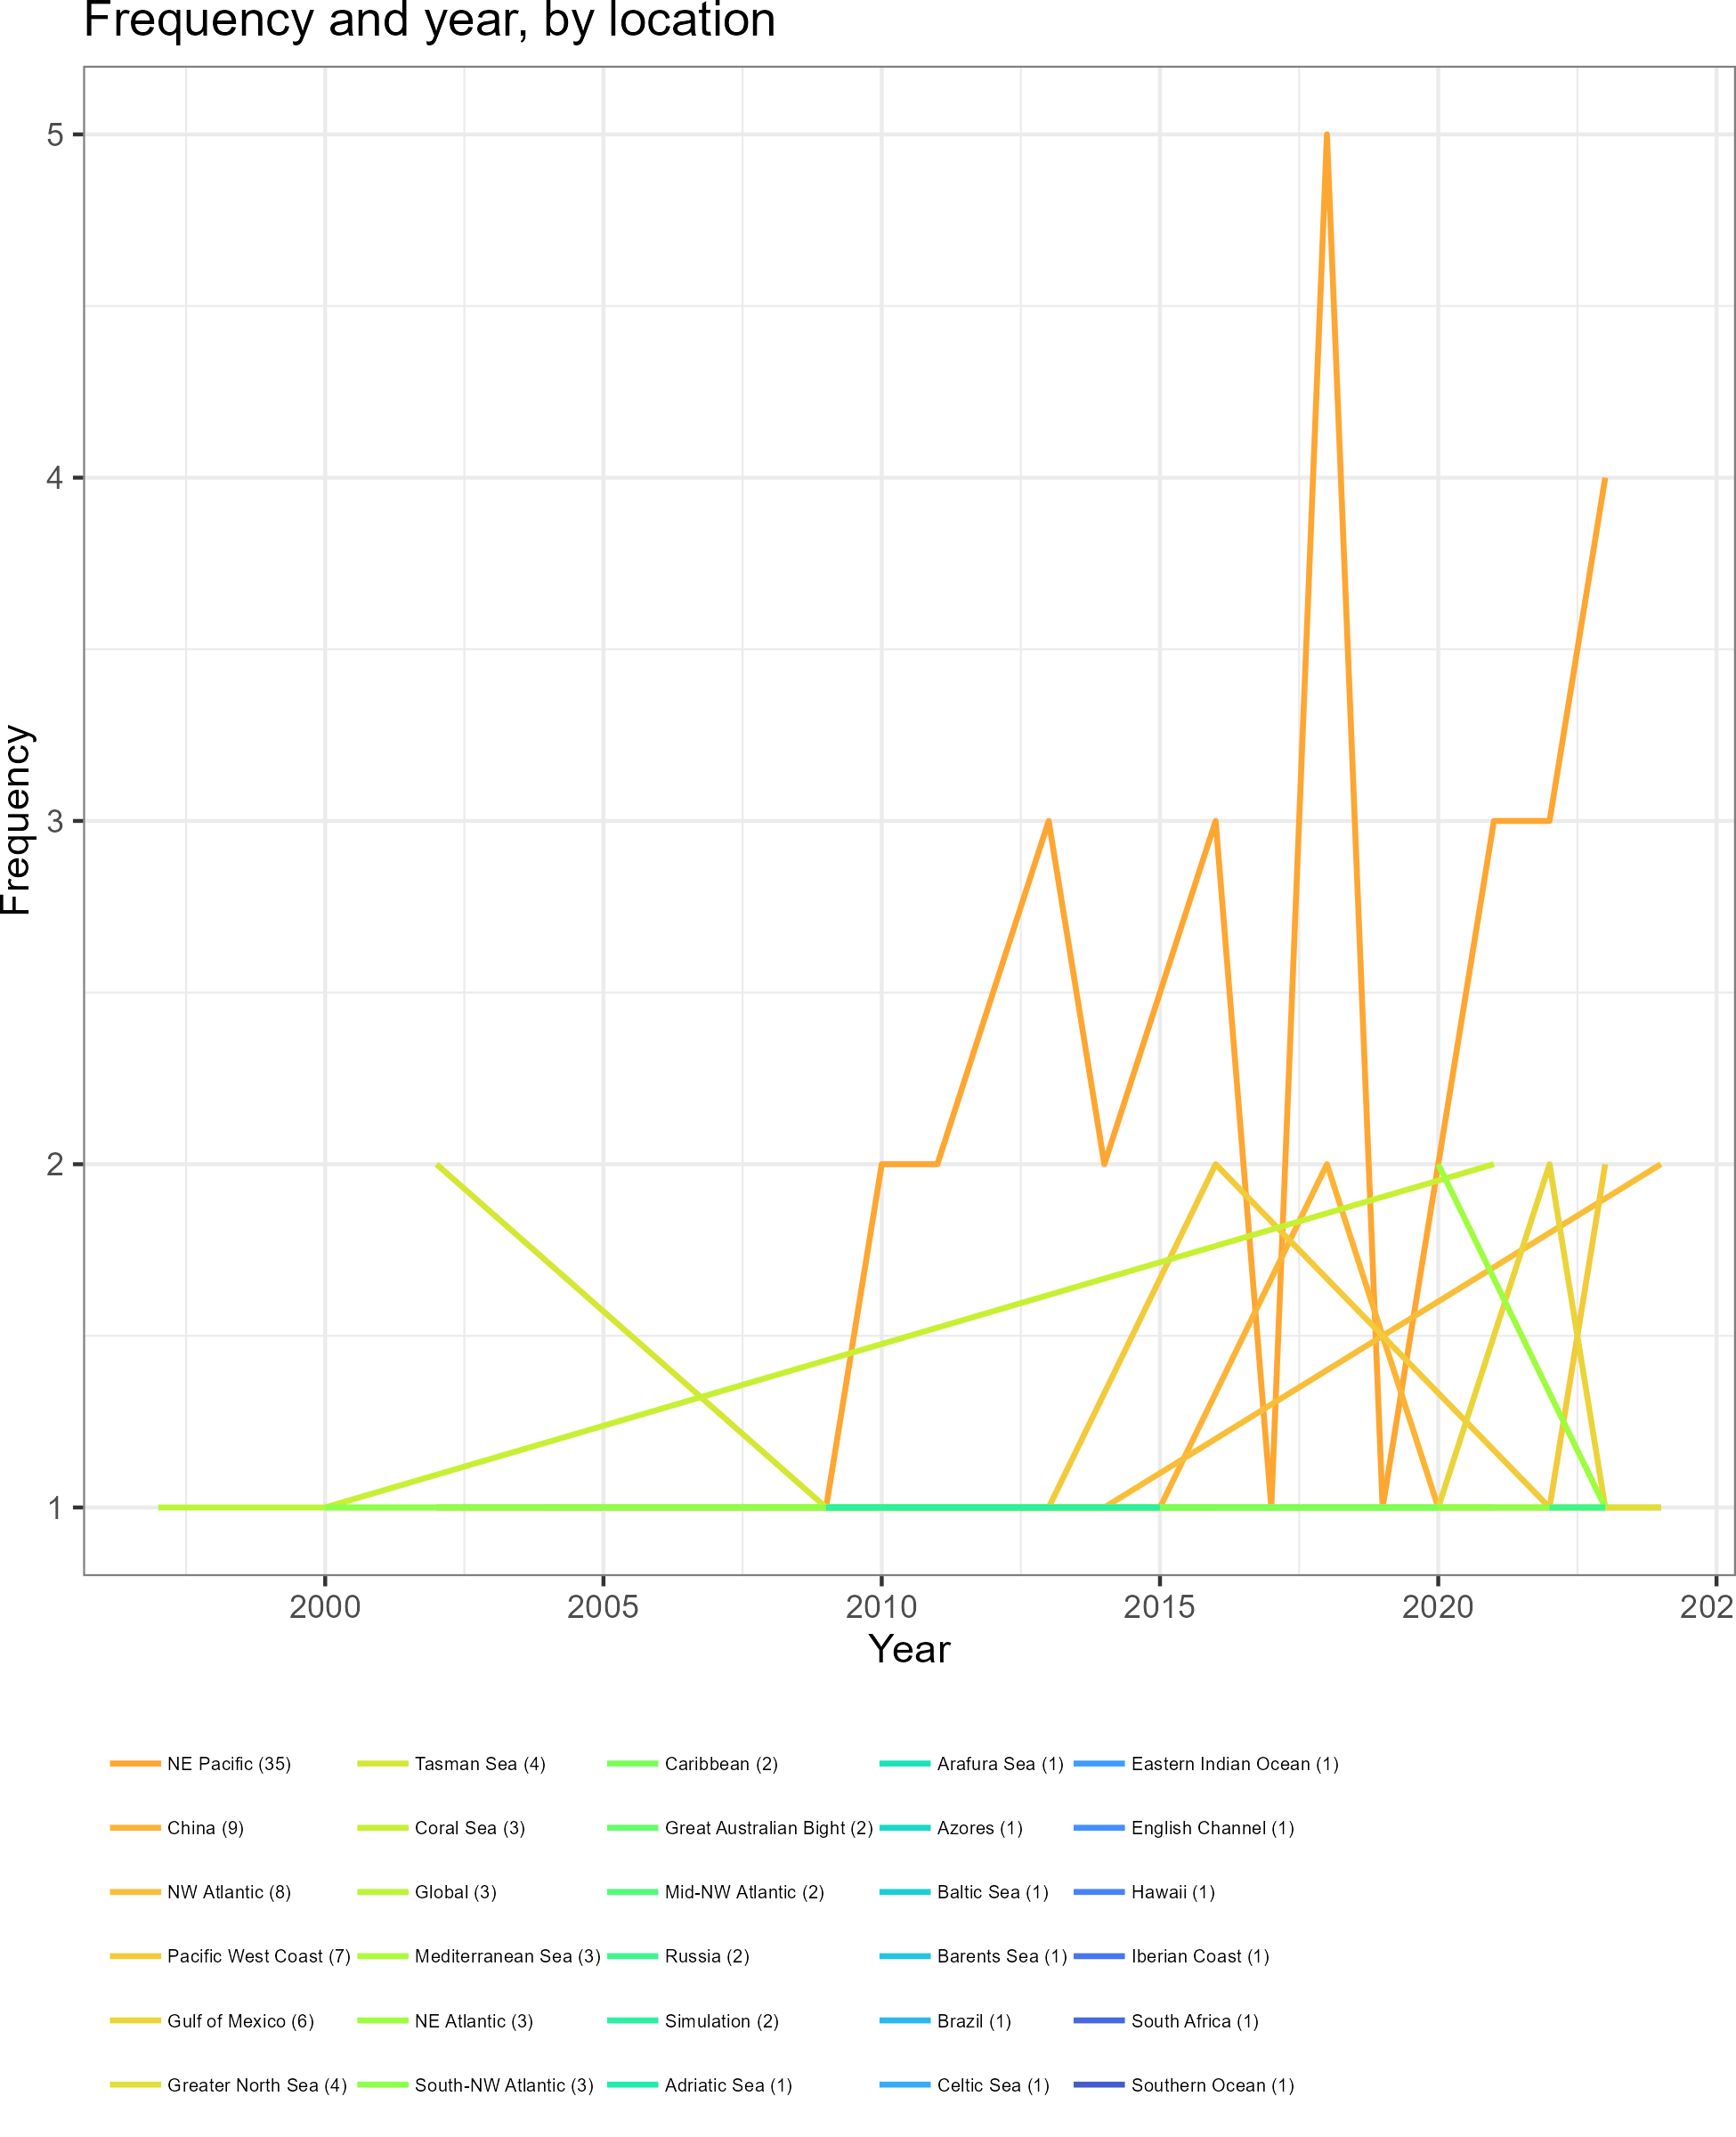 Frequency and year, by location
5
4
3
2
1
Frequency
2000 2005 2010 2015 2020 202
Year
NE Pacific (35) Tasman Sea (4) Caribbean (2) Arafura Sea (1) Eastern Indian Ocean (1)
China (9) Coral Sea (3) Great Australian Bight (2) Azores (1) English Channel (1)
NW Atlantic (8) Global (3) Mid-NW Atlantic (2) Baltic Sea (1) Hawaii (1)
Pacific West Coast (7) Mediterranean Sea (3) Russia (2) Barents Sea (1) Iberian Coast (1)
Gulf of Mexico (6) NE Atlantic (3) Simulation (2) Brazil (1) South Africa (1)
Greater North Sea (4) South-NW Atlantic (3) Adriatic Sea (1) Celtic Sea (1) Southern Ocean (1)